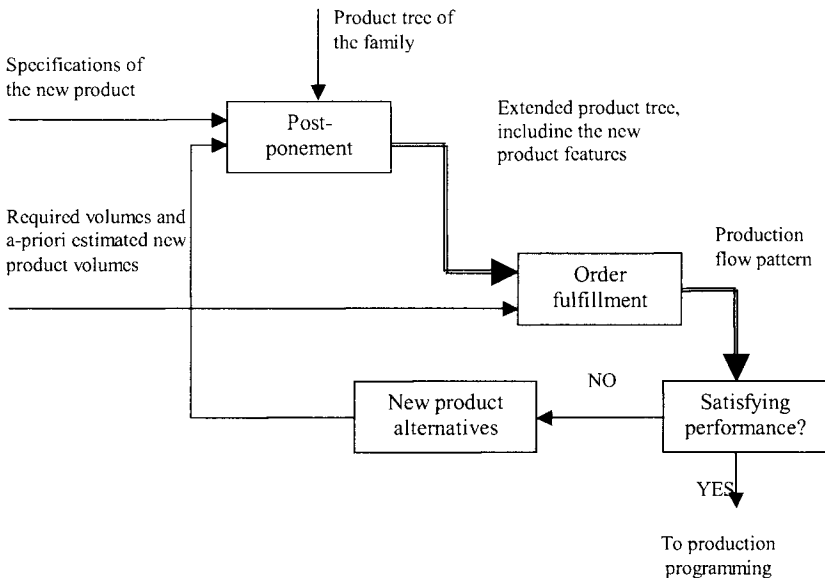 Product tree of
the family
Specifications of
the new product
Post-
ponement
Extended product tree,
includine the new
product features
Required volumes and
a-priori estimated new
product volumes
Production
flow pattern
Order
fulfillment
NO
New product
alternatives
Satisfying
performance?
YES
To production
programming